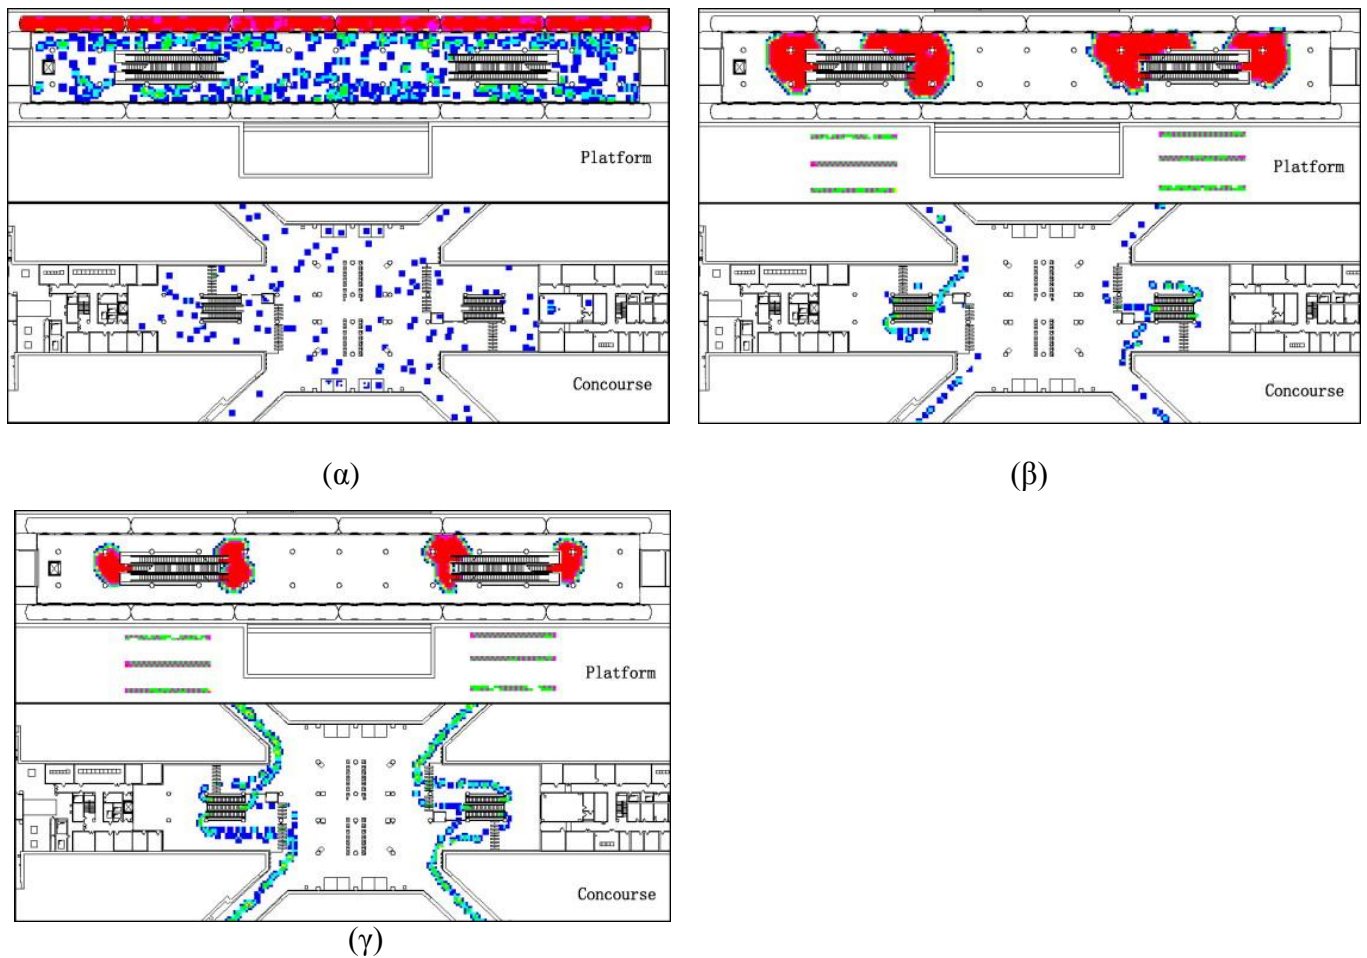 Platform
Concourse
(α)
Platform
Concourse
(β)
Platform
Concourse
(γ)